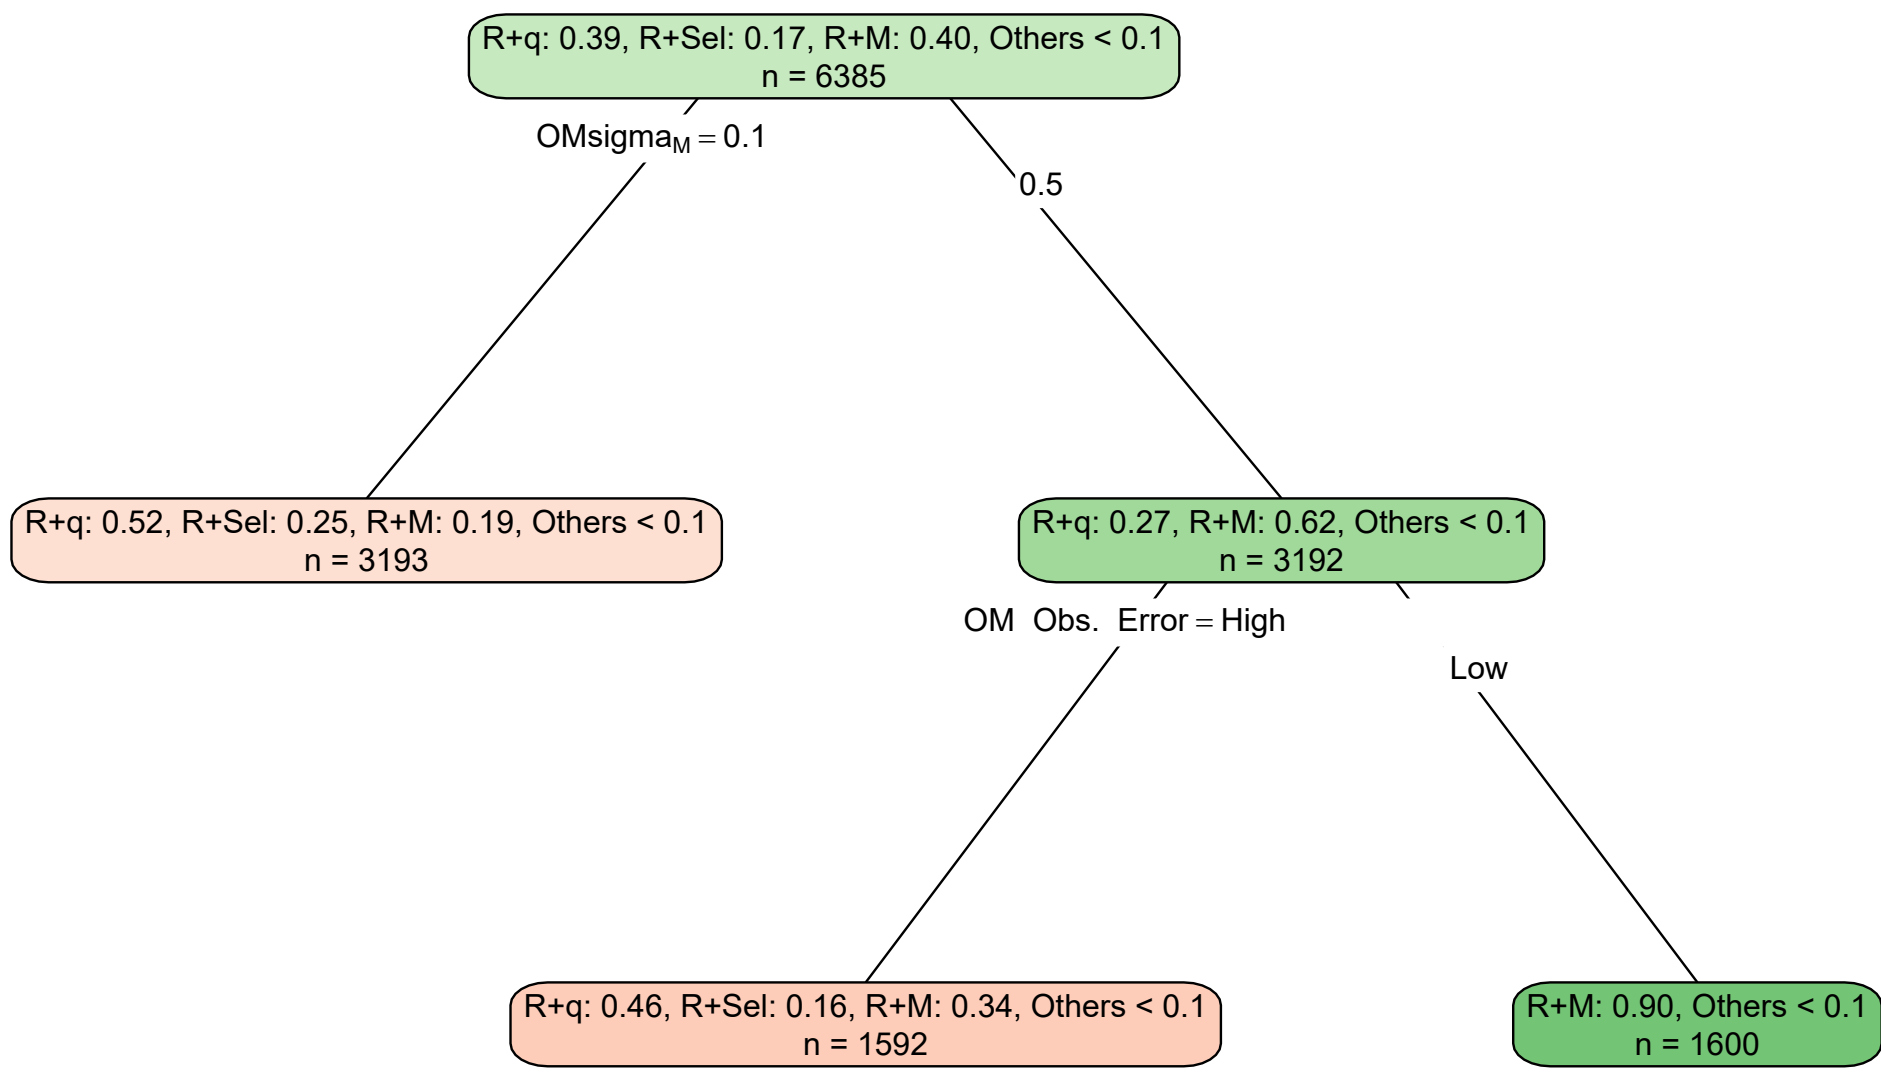 R+q: 0.39, R+Sel: 0.17, R+M: 0.40, Others < 0.1
n = 6385
OMsigmaM = 0.1
0.5
R+q: 0.52, R+Sel: 0.25, R+M: 0.19, Others < 0.1
n = 3193
R+q: 0.27, R+M: 0.62, Others < 0.1
n = 3192
OM Obs. Error = High
Low
R+q: 0.46, R+Sel: 0.16, R+M: 0.34, Others < 0.1
n = 1592
R+M: 0.90, Others < 0.1
n = 1600